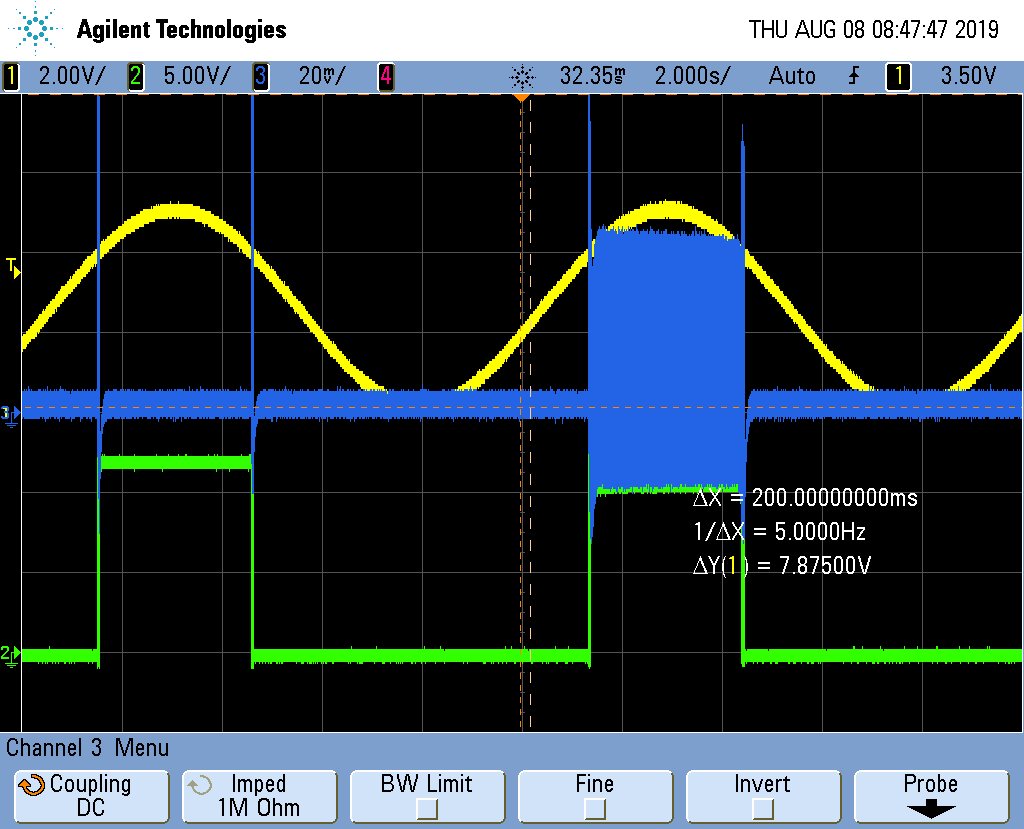 Agilent Technologies
THU AUG 08 08:47:47 2019
1 2.00V/ 2 5.00V/ 3 20mV/ 4 32.35ms 2.000s/ Auto 1 3.50V
T
2
ΔX = 200.00000000ms
1/ΔX = 5.0000Hz
ΔY(1) = 7.87500V
Channel 3 Menu
Coupling
DC
Imped
1M Ohm
BW Limit
Fine
Invert
Probe